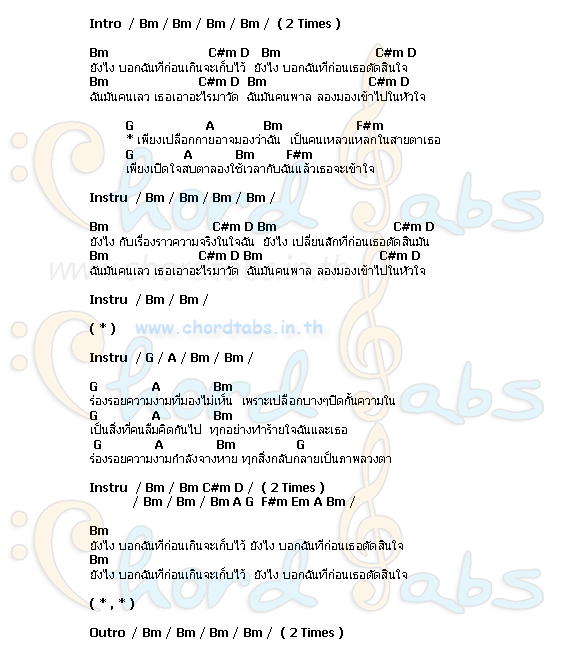 Intro / Bm / Bm / Bm / Bm / ( 2 Times )
Bm C#m D Bm C#m D
ยังไง บอกฉันทีก่อนเกินจะเก็บไว้ ยังไง บอกฉันทีก่อนเธอตัดสินใจ
Bm C#m D Bm C#m D
ฉันมันคนเลว เธอเอาอะไรมาวัด ฉันมันคนพาล ลองมองเข้าไปในหัวใจ
G A Bm F#m
* เพียงเปลือกกายอาจมองว่าฉัน เป็นคนเหลวแหลกในสายตาเธอ
G A Bm F#m
เพียงเปิดใจสบตาลองใช้เวลากับฉันแล้วเธอจะเข้าใจ
Instru / Bm / Bm / Bm / Bm /
Bm C#m D Bm C#m D
ยังไง กับเรื่องราวความจริงในใจฉัน ยังไง เปลี่ยนสักทีก่อนเธอตัดสินมัน
Bm C#m D Bm C#m D
ฉันมันคนเลว เธอเอาอะไรมาวัด ฉันมันคนพาล ลองมองเข้าไปในหัวใจ
Instru / Bm / Bm /
( * ) www.chordtabs.in.th
Instru / G / A / Bm / Bm /
G A Bm
ร่องรอยความงามที่มองไม่เห็น เพราะเปลือกบางๆปิดกั้นความใน
G A Bm
เป็นสิ่งที่คนลืมคิดกันไป ทุกอย่างทำร้ายใจฉันและเธอ
G A Bm G
ร่องรอยความงามกำลังจางหาย ทุกสิ่งกลับกลายเป็นภาพลวงตา
Instru / Bm / Bm C#m D / ( 2 Times )
/ Bm / Bm / Bm A G F#m Em A Bm /
Bm
ยังไง บอกฉันทีก่อนเกินจะเก็บไว้ ยังไง บอกฉันทีก่อนเธอตัดสินใจ
Bm
ยังไง บอกฉันทีก่อนเกินจะเก็บไว้ ยังไง บอกฉันทีก่อนเธอตัดสินใจ
( * , * )
Outro / Bm / Bm / Bm / Bm / ( 2 Times )